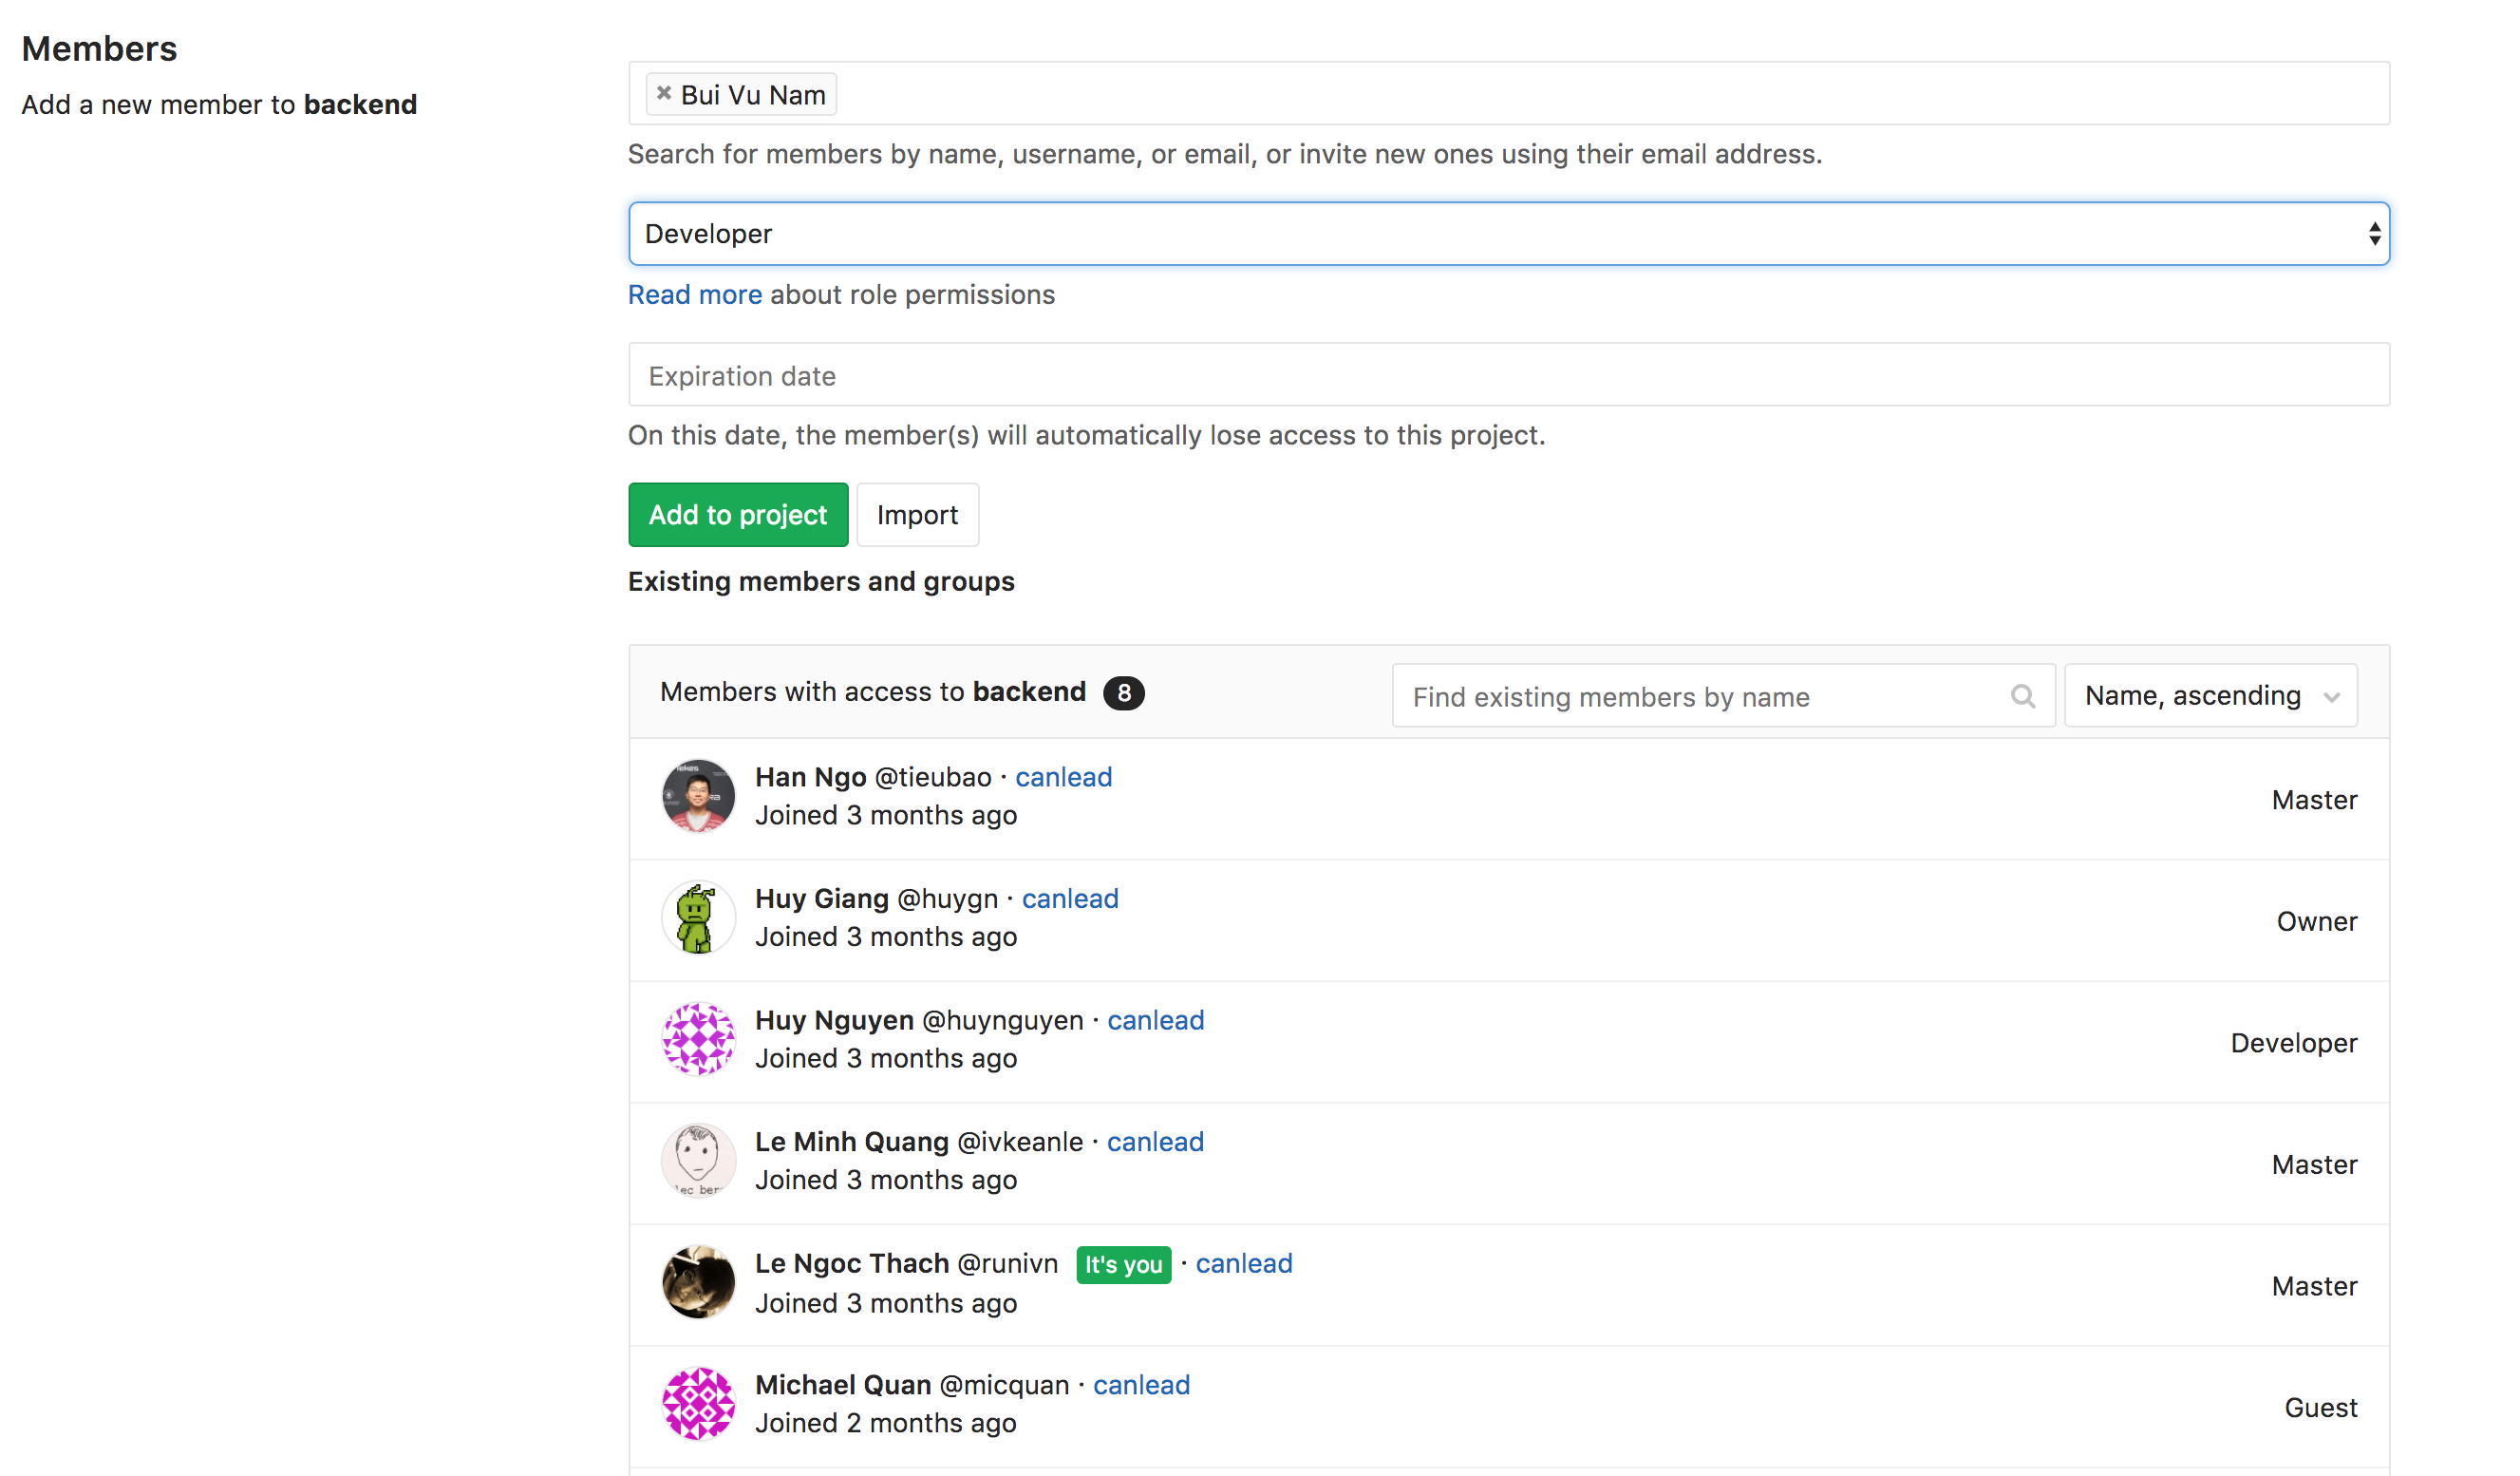 Members
Add a new member to backend
Bui Vu Nam
Search for members by name, username, or email, or invite new ones using their email address.
Developer
Read more about role permissions
Expiration date
On this date, the member(s) will automatically lose access to this project.
Add to project Import
Existing members and groups
Members with access to backend 8 Find existing members by name Name, ascending
Han Ngo @tieubao · canlead
Joined 3 months ago
Master
Huy Giang @huygn · canlead
Joined 3 months ago
Owner
Huy Nguyen @huynguyen · canlead
Joined 3 months ago
Developer
Le Minh Quang @ivkeanle · canlead
Joined 3 months ago
Master
Le Ngoc Thach @runivn It's you · canlead
Joined 3 months ago
Master
Michael Quan @micquan · canlead
Joined 2 months ago
Guest